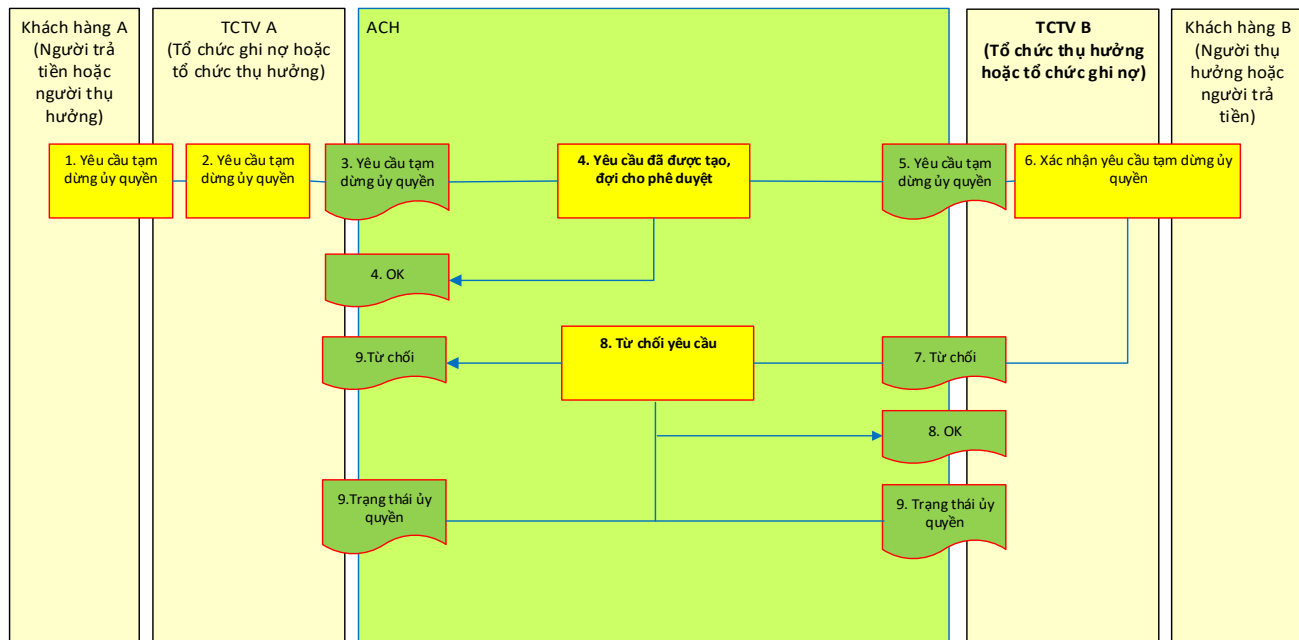 Khách hàng A
(Người trả
tiền hoặc
người thụ
hưởng)
TCTV A
(Tổ chức ghi nợ hoặc
tổ chức thụ hưởng)
ACH
TCTV B
(Tổ chức thụ hưởng
hoặc tổ chức ghi nợ)
Khách hàng B
(Người thụ
hưởng hoặc
người trả
tiền)
1. Yêu cầu tạm
dừng ủy quyền
2. Yêu cầu tạm
dừng ủy quyền
3. Yêu cầu tạm
dừng ủy quyền
4. Yêu cầu đã được tạo,
đợi cho phê duyệt
5. Yêu cầu tạm
dừng ủy quyền
6. Xác nhận yêu cầu tạm dừng ủy
quyền
4. OK
9.Từ chối
8. Từ chối yêu cầu
7. Từ chối
8. OK
9.Trạng thái ủy
quyền
9. Trạng thái ủy
quyền